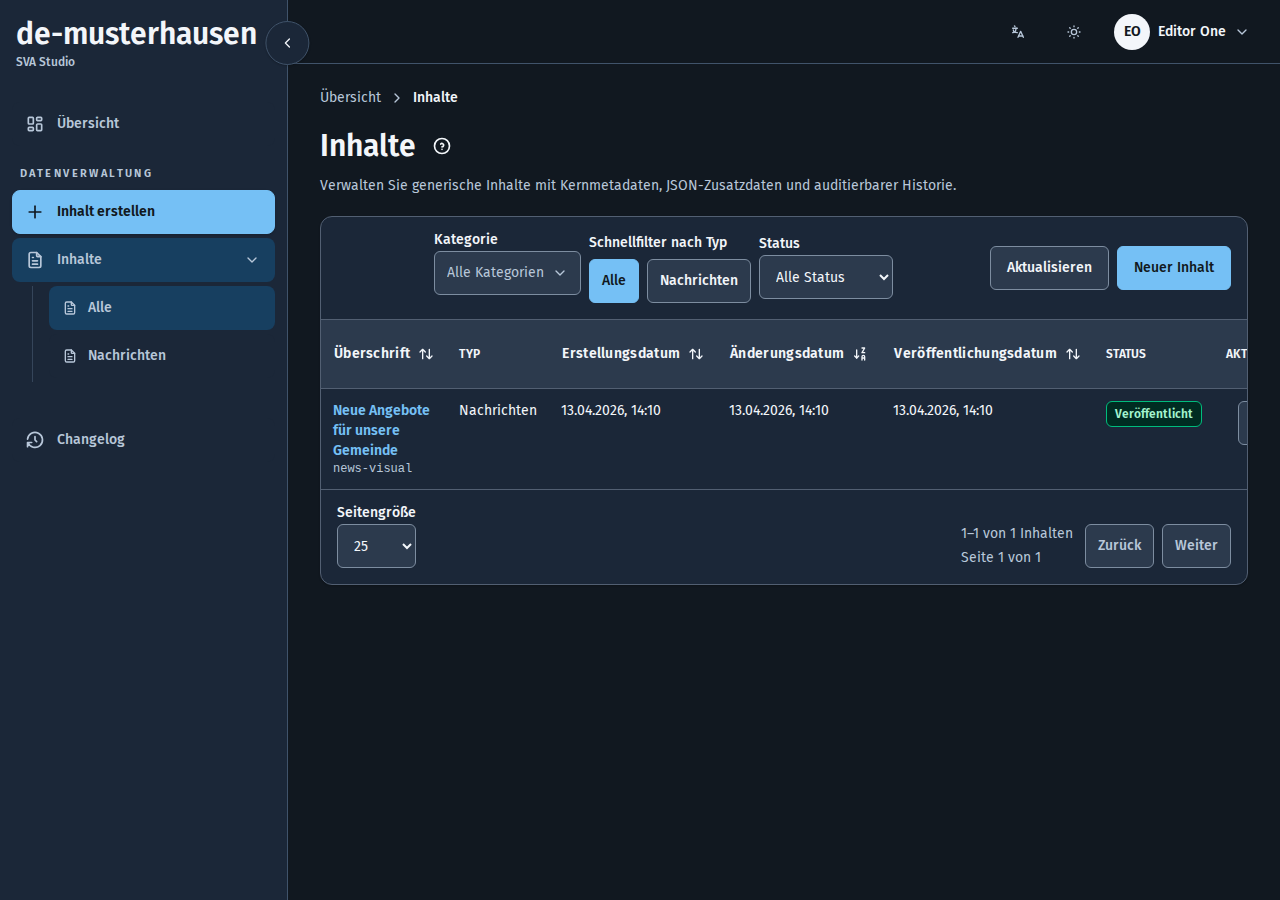 de-musterhausen
SVA Studio
Übersicht
DATENVERWALTUNG
Inhalt erstellen
Inhalte
Alle
Nachrichten
Changelog
EO Editor One
Übersicht Inhalte
Inhalte
Verwalten Sie generische Inhalte mit Kernmetadaten, JSON-Zusatzdaten und auditierbarer Historie.
Kategorie Schnellfilter nach Typ Status
Alle Kategorien Alle Nachrichten Alle Status Aktualisieren Neuer Inhalt
Überschrift TYP Erstellungsdatum Änderungsdatum Veröffentlichungsdatum STATUS AKT
Neue Angebote Nachrichten 13.04.2026, 14:10 13.04.2026, 14:10 13.04.2026, 14:10 Veröffentlicht
für unsere
Gemeinde
news-visual
Seitengröße
25
1–1 von 1 Inhalten
Seite 1 von 1
Zurück Weiter